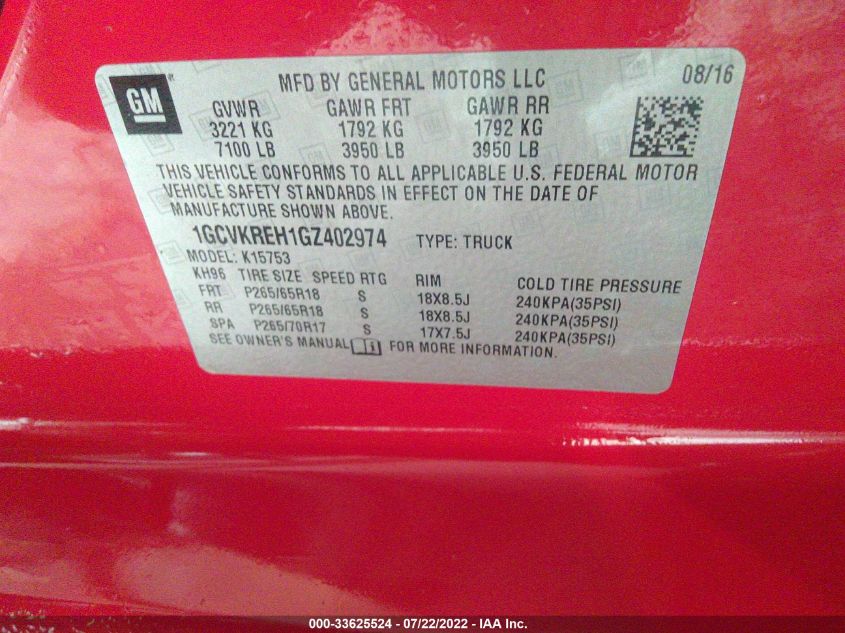 GM
MFD BY GENERAL MOTORS LLC 08/16
GVWR GAWR FRT GAWR RR
3221 KG 1792 KG 1792 KG
7100 LB 3950 LB 3950 LB
THIS VEHICLE CONFORMS TO ALL APPLICABLE U.S. FEDERAL MOTOR
VEHICLE SAFETY STANDARDS IN EFFECT ON THE DATE OF
MANUFACTURE SHOWN ABOVE.
1GCVKREH1GZ402974 TYPE: TRUCK
MODEL: K15753
KH96 TIRE SIZE SPEED RTG RIM COLD TIRE PRESSURE
FRT P265/65R18 S 18X8.5J 240KPA(35PSI)
RR P265/65R18 S 18X8.5J 240KPA(35PSI)
SPA P265/70R17 S 17X7.5J 240KPA(35PSI)
SEE OWNER'S MANUAL FOR MORE INFORMATION.
000-33625524 - 07/22/2022 - IAA Inc.